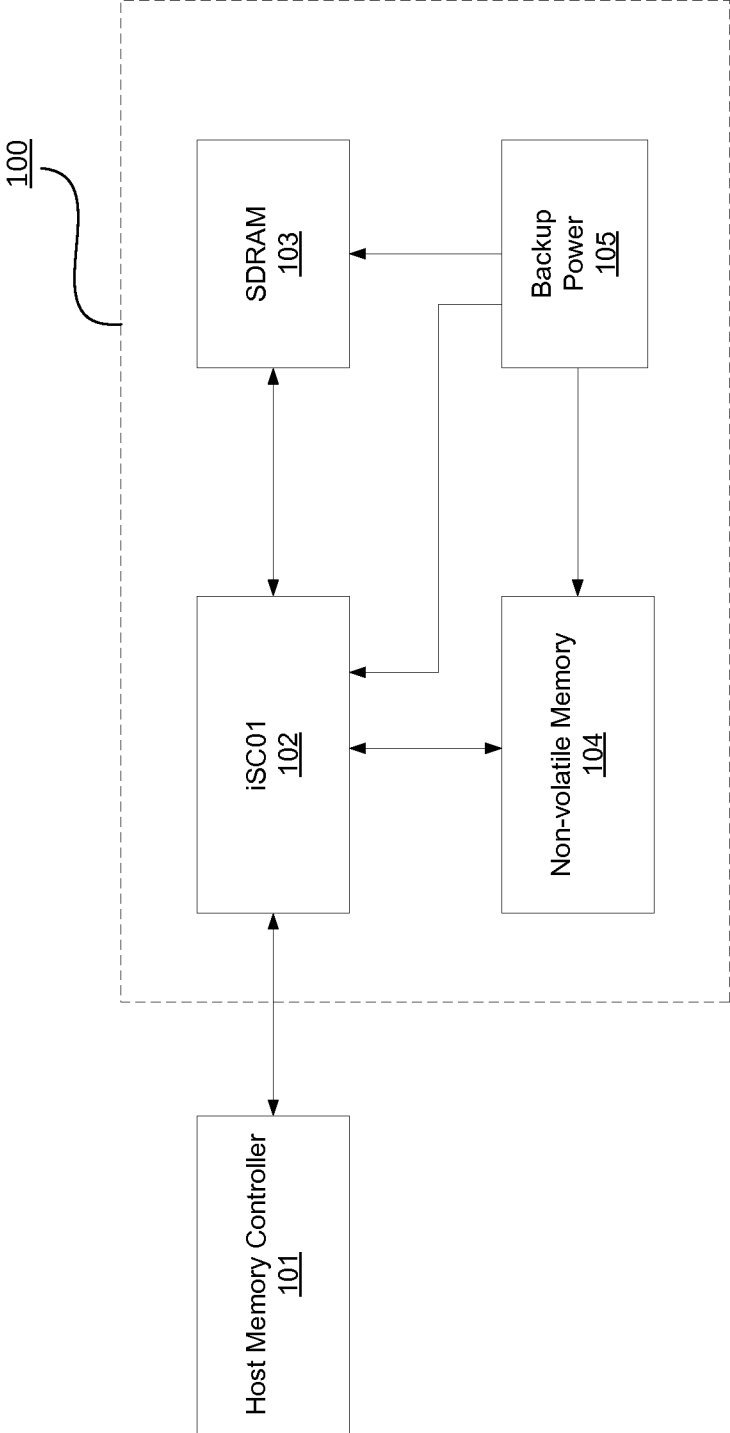 100
Host Memory Controller
101
iSC01
102
SDRAM
103
Non-volatile Memory
104
Backup
Power
105